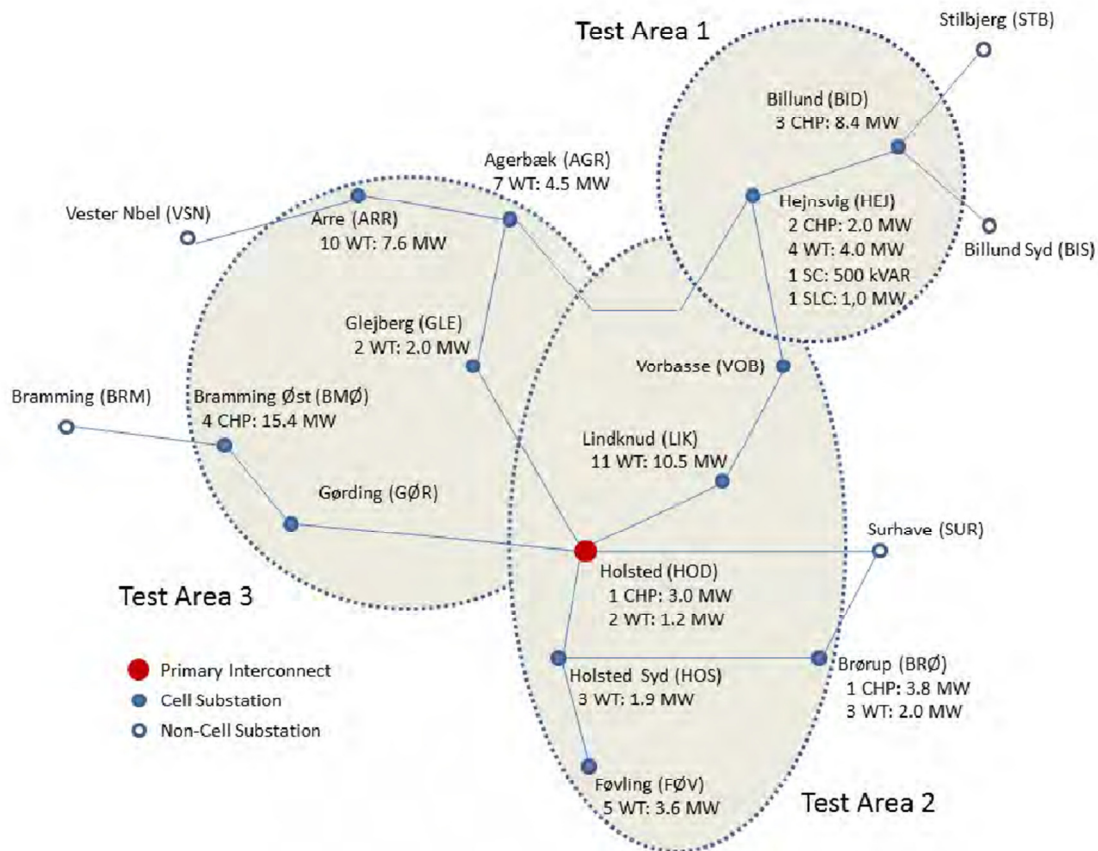 Test Area 1
Stilbjerg (STB)
Billund (BID)
3 CHP: 8.4 MW
Agerbæk (AGR)
7 WT: 4.5 MW
Vester Nbel (VSN)
Arre (ARR)
10 WT: 7.6 MW
Hejnsvig (HEJ)
2 CHP: 2.0 MW
4 WT: 4.0 MW
1 SC: 500 kVAR
1 SLC: 1,0 MW
Billund Syd (BIS)
Glejberg (GLE)
2 WT: 2.0 MW
Vorbasse (VOB)
Bramming (BRM)
Bramming Øst (BMØ)
4 CHP: 15.4 MW
Lindknud (LIK)
11 WT: 10.5 MW
Gørding (GØR)
Surhave (SUR)
Holsted (HOD)
1 CHP: 3.0 MW
2 WT: 1.2 MW
Test Area 3
Primary Interconnect
Cell Substation
Non-Cell Substation
Holsted Syd (HOS)
3 WT: 1.9 MW
Brørup (BRØ)
1 CHP: 3.8 MW
3 WT: 2.0 MW
Føvling (FØV)
5 WT: 3.6 MW
Test Area 2